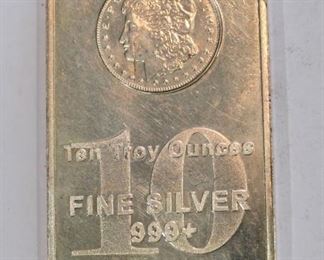 10
Ten Troy Ounces
FINE SILVER
999+